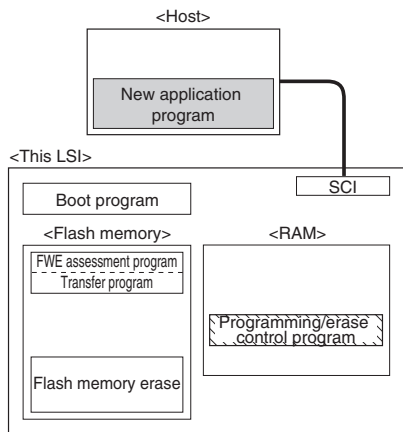 <Host>
New application
program
<This LSI>
SCI
Boot program
<Flash memory>
<RAM>
FWE assessment program
Transfer program
Programming/erase
control program
Flash memory erase